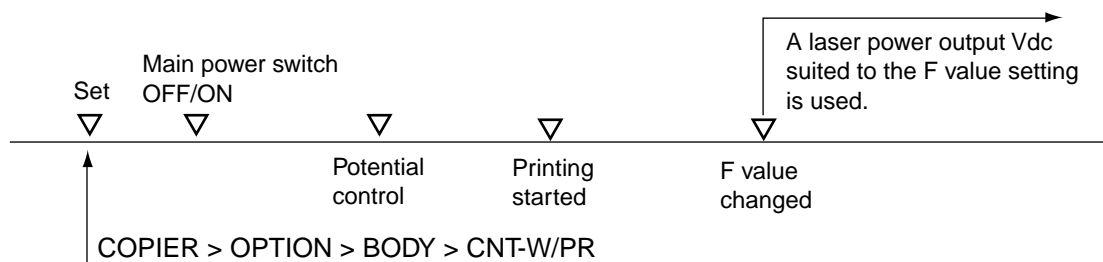 A laser power output Vdc
suited to the F value setting
is used.
Main power switch
OFF/ON
Set
Potential
control
Printing
started
F value
changed
COPIER > OPTION > BODY > CNT-W/PR